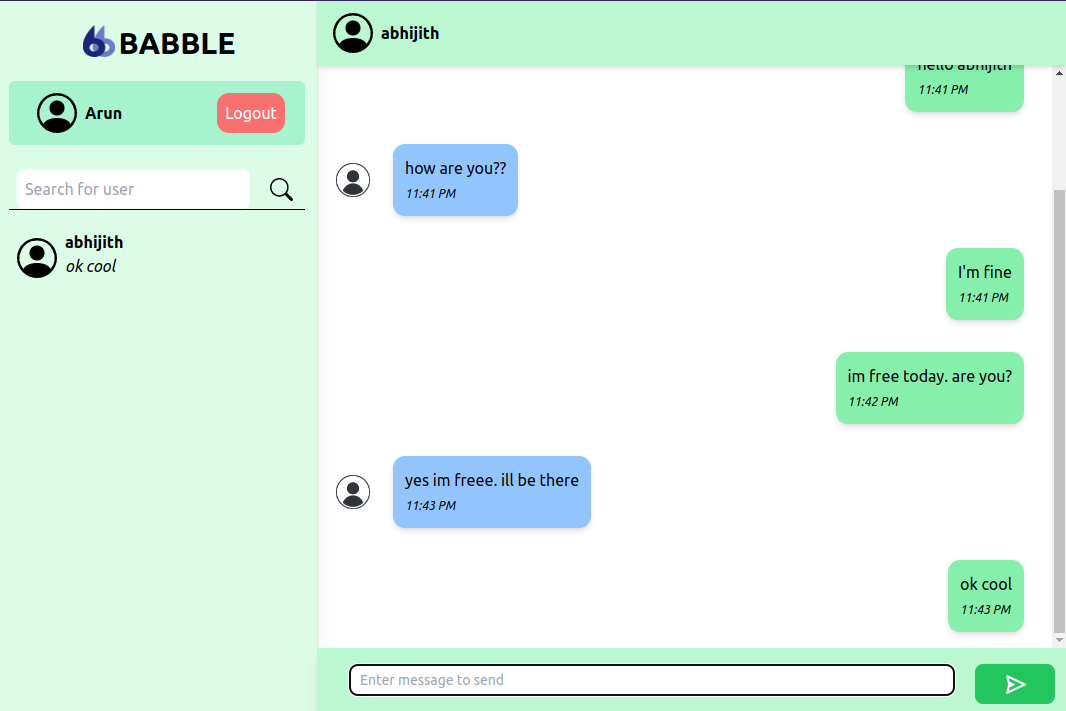 BABBLE
Arun
Logout
Search for user
abhijith
ok cool
abhijith
hello abhijith
11:41 PM
how are you??
11:41 PM
I'm fine
11:41 PM
im free today. are you?
11:42 PM
yes im freee. ill be there
11:43 PM
ok cool
11:43 PM
Enter message to send